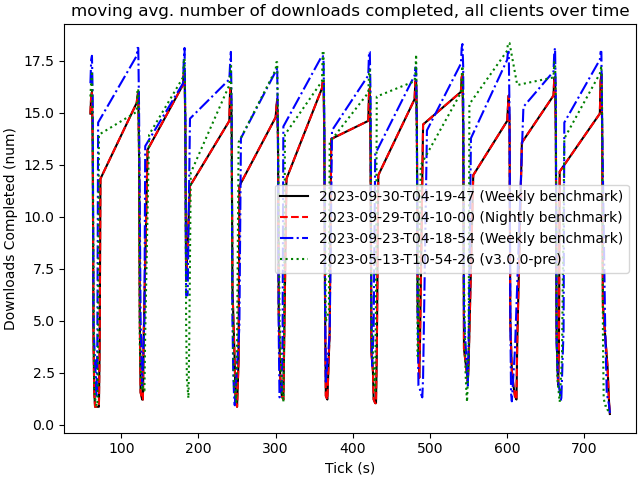 moving avg. number of downloads completed, all clients over time
Downloads Completed (num)
17.5
15.0
12.5
10.0
7.5
5.0
2.5
0.0
2023-09-30-T04-19-47 (Weekly benchmark)
2023-09-29-T04-10-00 (Nightly benchmark)
2023-09-23-T04-18-54 (Weekly benchmark)
2023-05-13-T10-54-26 (v3.0.0-pre)
100 200 300 400 500 600 700
Tick (s)